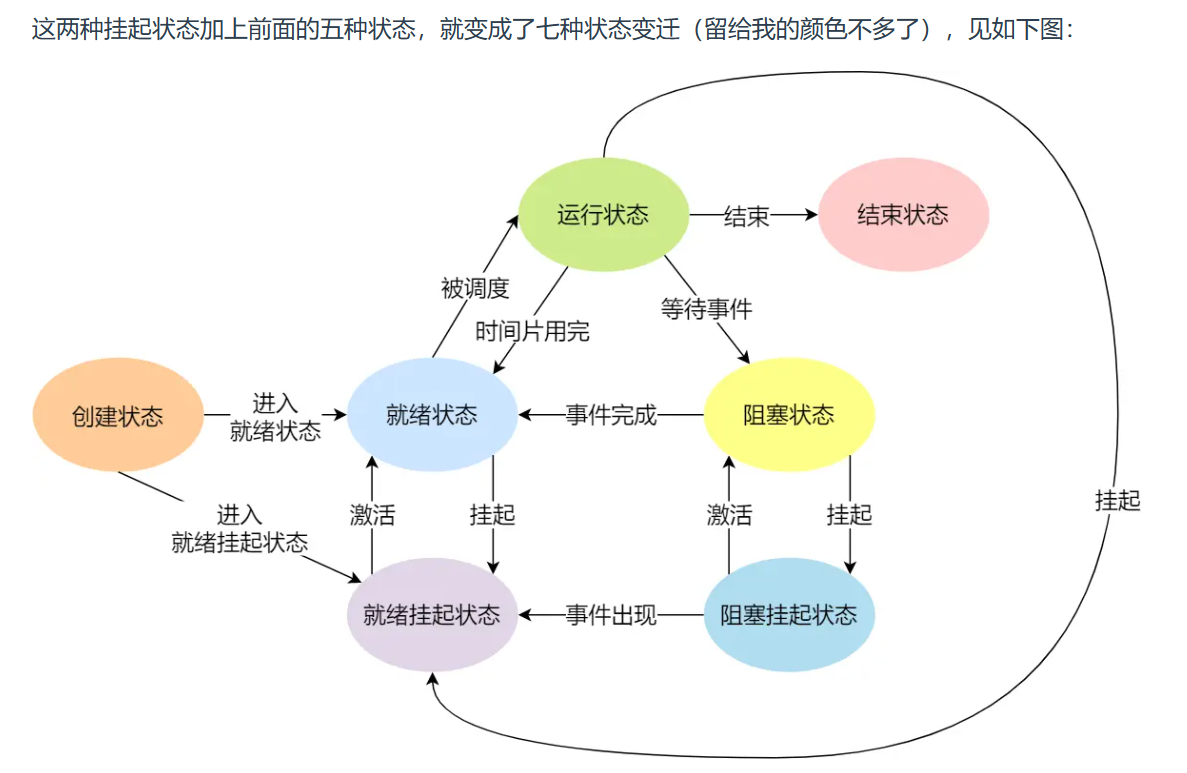 这两种挂起状态加上前面的五种状态，就变成了七种状态变迁（留给我的颜色不多了），见如下图：
运行状态
结束
结束状态
被调度
等待事件
时间片用完
创建状态
进入
就绪状态
就绪状态
事件完成
阻塞状态
进入
就绪挂起状态
激活
挂起
激活
挂起
挂起
就绪挂起状态
事件出现
阻塞挂起状态